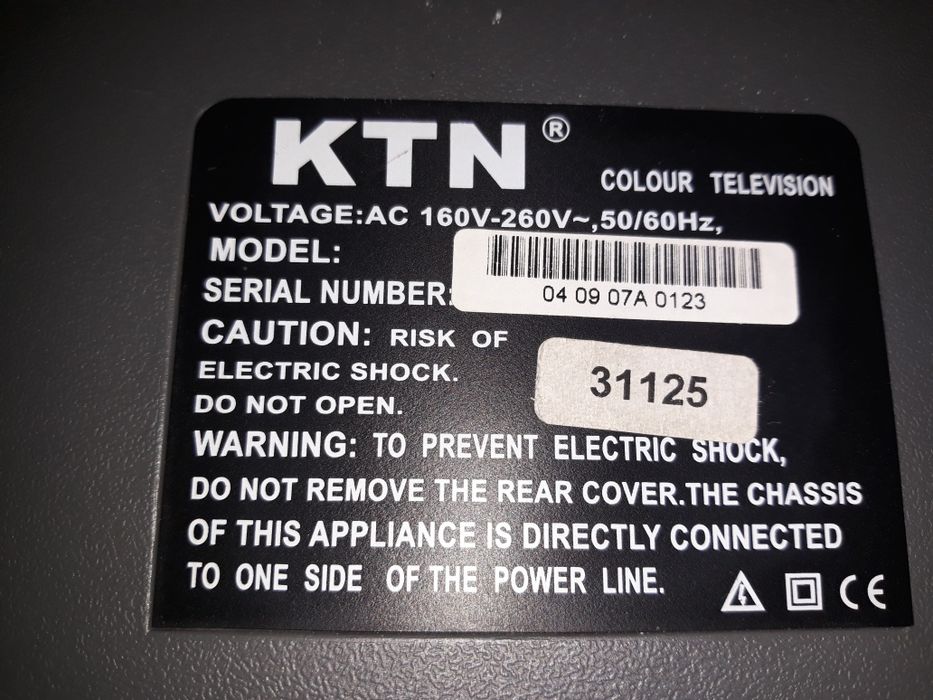 KTN®
COLOUR TELEVISION
VOLTAGE:AC 160V-260V~,50/60Hz,
MODEL:
SERIAL NUMBER:
04 09 07A 0123
CAUTION: RISK OF
ELECTRIC SHOCK.
DO NOT OPEN.
31125
WARNING: TO PREVENT ELECTRIC SHOCK,
DO NOT REMOVE THE REAR COVER.THE CHASSIS
OF THIS APPLIANCE IS DIRECTLY CONNECTED
TO ONE SIDE OF THE POWER LINE.
CE